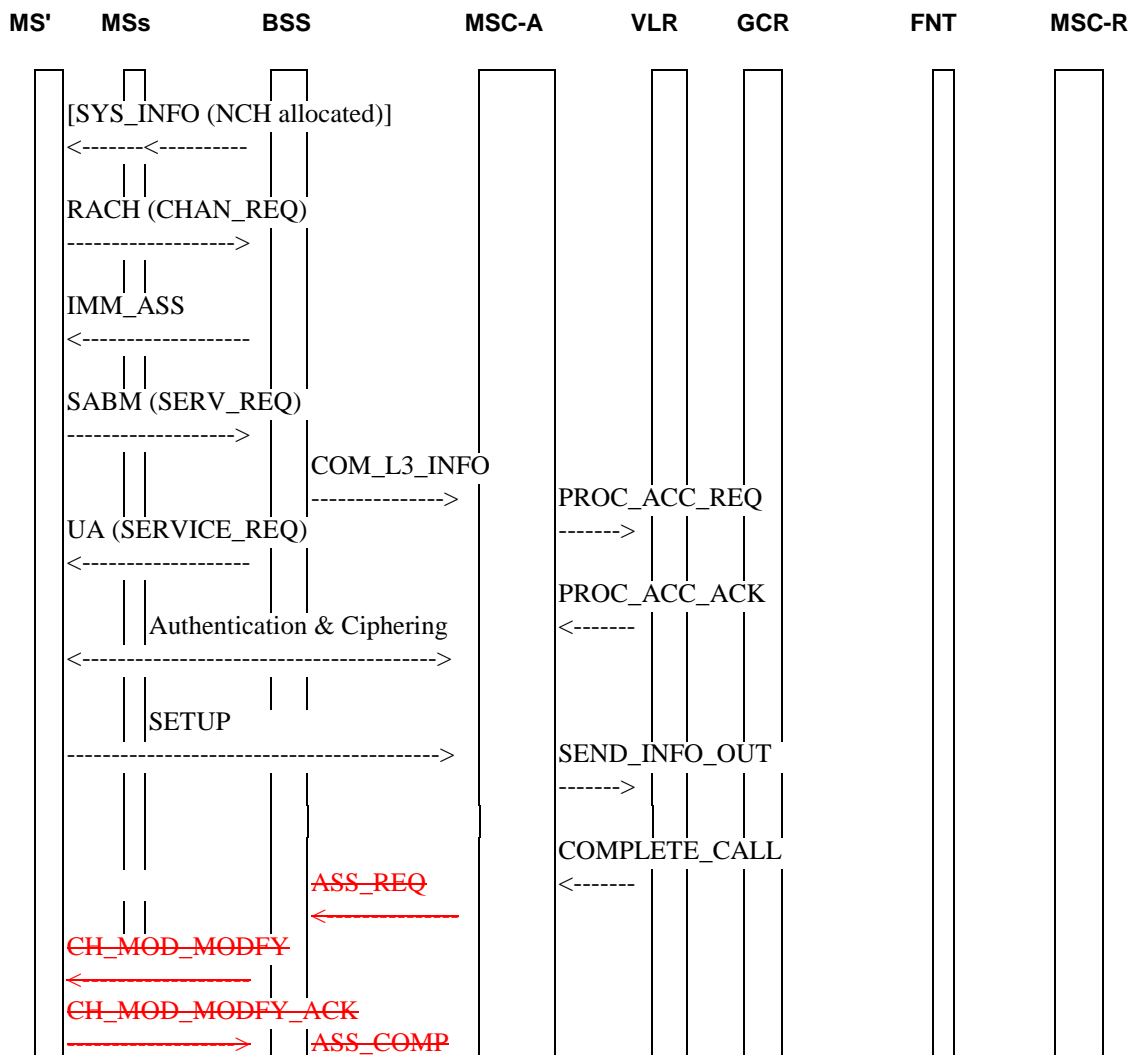 MS' MSs BSS MSC-A VLR GCR FNT MSC-R
[SYS_INFO (NCH allocated)]
<-------<----------
RACH (CHAN_REQ)
------------------->
IMM_ASS
<-------------------
SABM (SERV_REQ)
------------------->
COM_L3_INFO
--------------->
PROC_ACC_REQ
------->
UA (SERVICE_REQ)
<-------------------
PROC_ACC_ACK
<-------
Authentication & Ciphering
<---------------------------------------->
SETUP
------------------------------------------>
SEND_INFO_OUT
------->
COMPLETE_CALL
<-------
ASS_REQ
<---------------
CH_MOD_MODFY
<-------------------
CH_MOD_MODFY_ACK
------------------->
ASS_COMP